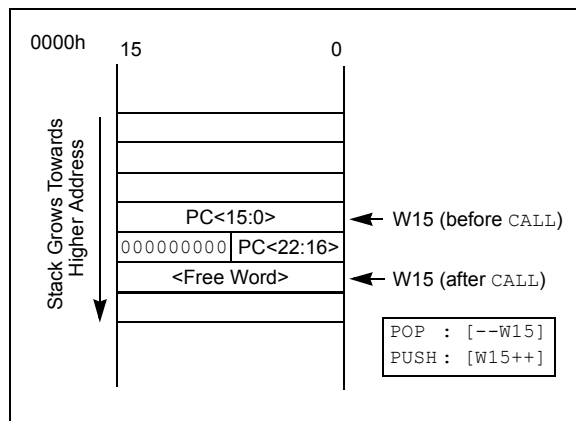 0000h
15 0
Stack Grows Towards
Higher Address
PC<15:0>
W15 (before CALL)
000000000 PC<22:16>
<Free Word>
W15 (after CALL)
POP : [--W15]
PUSH : [W15++]